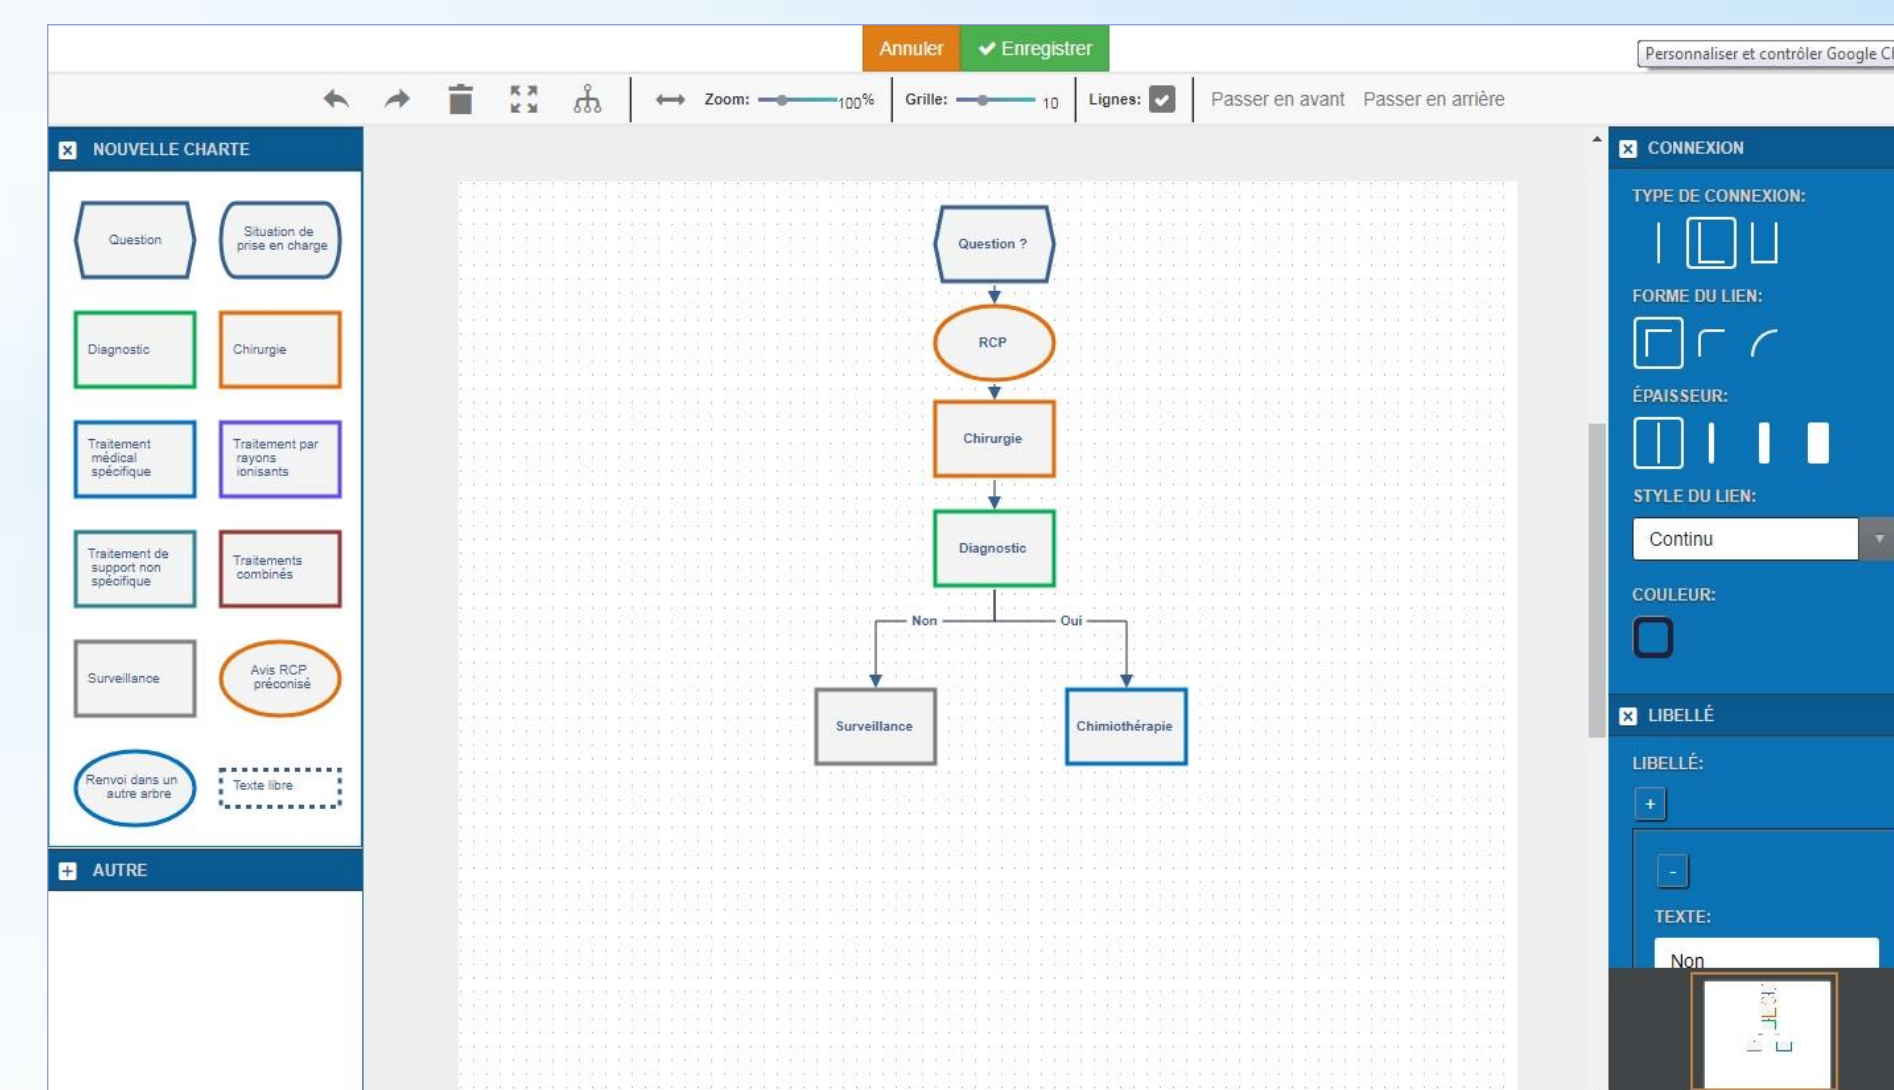 Annuler
Enregistrer
Personnaliser et contrôler Google
Zoom: 100%
Grille: 10
Lignes:
Passer en avant
Passer en arrière
NOUVELLE CHARTE
Question
Situation de
prise en charge
Diagnostic
Chirurgie
Traitement
médical
spécifique
Traitement par
rayons
ionisants
Traitement de
support non
spécifique
Traitements
combinés
Surveillance
Avis RCP
préconisé
Renvoi dans un
autre arbre
Texte libre
AUTRE
Question ?
RCP
Chirurgie
Diagnostic
Non
Oui
Surveillance
Chimiothérapie
CONNEXION
TYPE DE CONNEXION:
FORME DU LIEN:
ÉPAISSEUR:
STYLE DU LIEN:
Continu
COULEUR:
LIBELLÉ
LIBELLÉ:
+
-
TEXTE:
Non